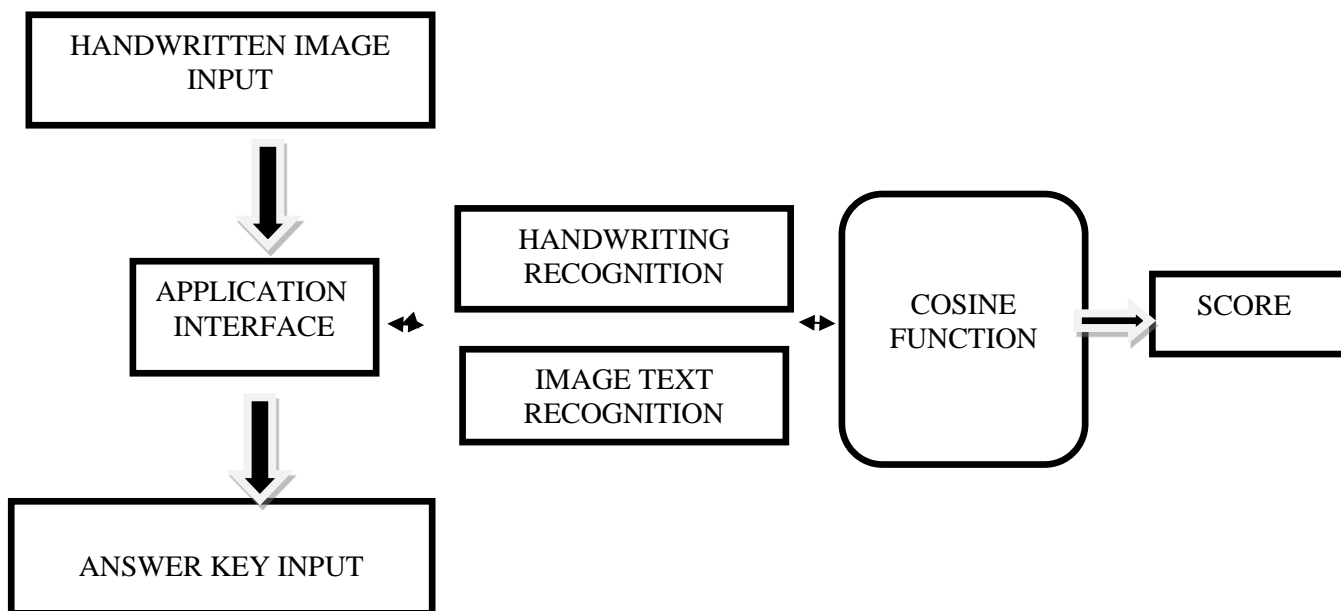 HANDWRITTEN IMAGE
INPUT
APPLICATION
INTERFACE
HANDWRITING
RECOGNITION
IMAGE TEXT
RECOGNITION
COSINE
FUNCTION
SCORE
ANSWER KEY INPUT